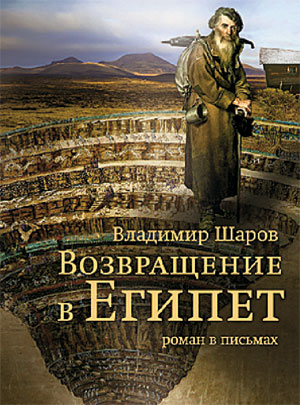 Владимир Шаров
Возвращение
в Египет
роман в письмах